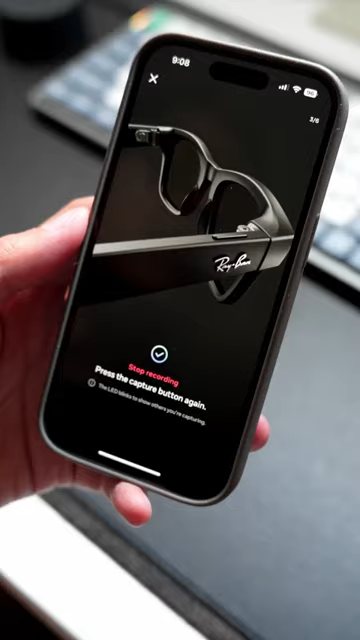 9:08
3/6
Ray-Ban
Stop recording
Press the capture button again.
The LED blinks to show others you're capturing.